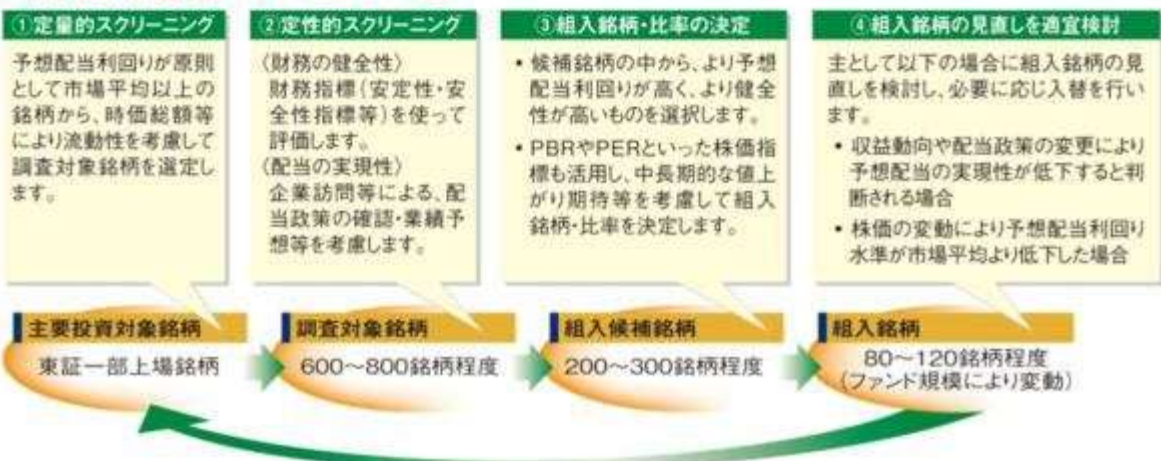 ①定量的スクリーニング
予想配当利回りが原則
として市場平均以上の
銘柄から、時価総額等
により流動性を考慮して
調査対象銘柄を選定し
ます。
②定性的スクリーニング
（財務の健全性）
財務指標（安定性・安
全性指標等）を使って
評価します。
（配当の実現性）
企業訪問等による、配
当政策の確認・業績予
想等を考慮します。
③組入銘柄・比率の決定
• 候補銘柄の中から、より予想
配当利回りが高く、より健全
性が高いものを選択します。
• PBRやPERといった株価指
標も活用し、中長期的な値上
がり期待等を考慮して組入
銘柄・比率を決定します。
④組入銘柄の見直しを適宜検討
主として以下の場合に組入銘柄の見
直しを検討し、必要に応じ入替を行い
ます。
• 収益動向や配当政策の変更により
予想配当の実現性が低下すると判
断される場合
• 株価の変動により予想配当利回り
水準が市場平均より低下した場合
主要投資対象銘柄
東証一部上場銘柄
調査対象銘柄
600～800銘柄程度
組入候補銘柄
200～300銘柄程度
組入銘柄
80～120銘柄程度
（ファンド規模により変動）